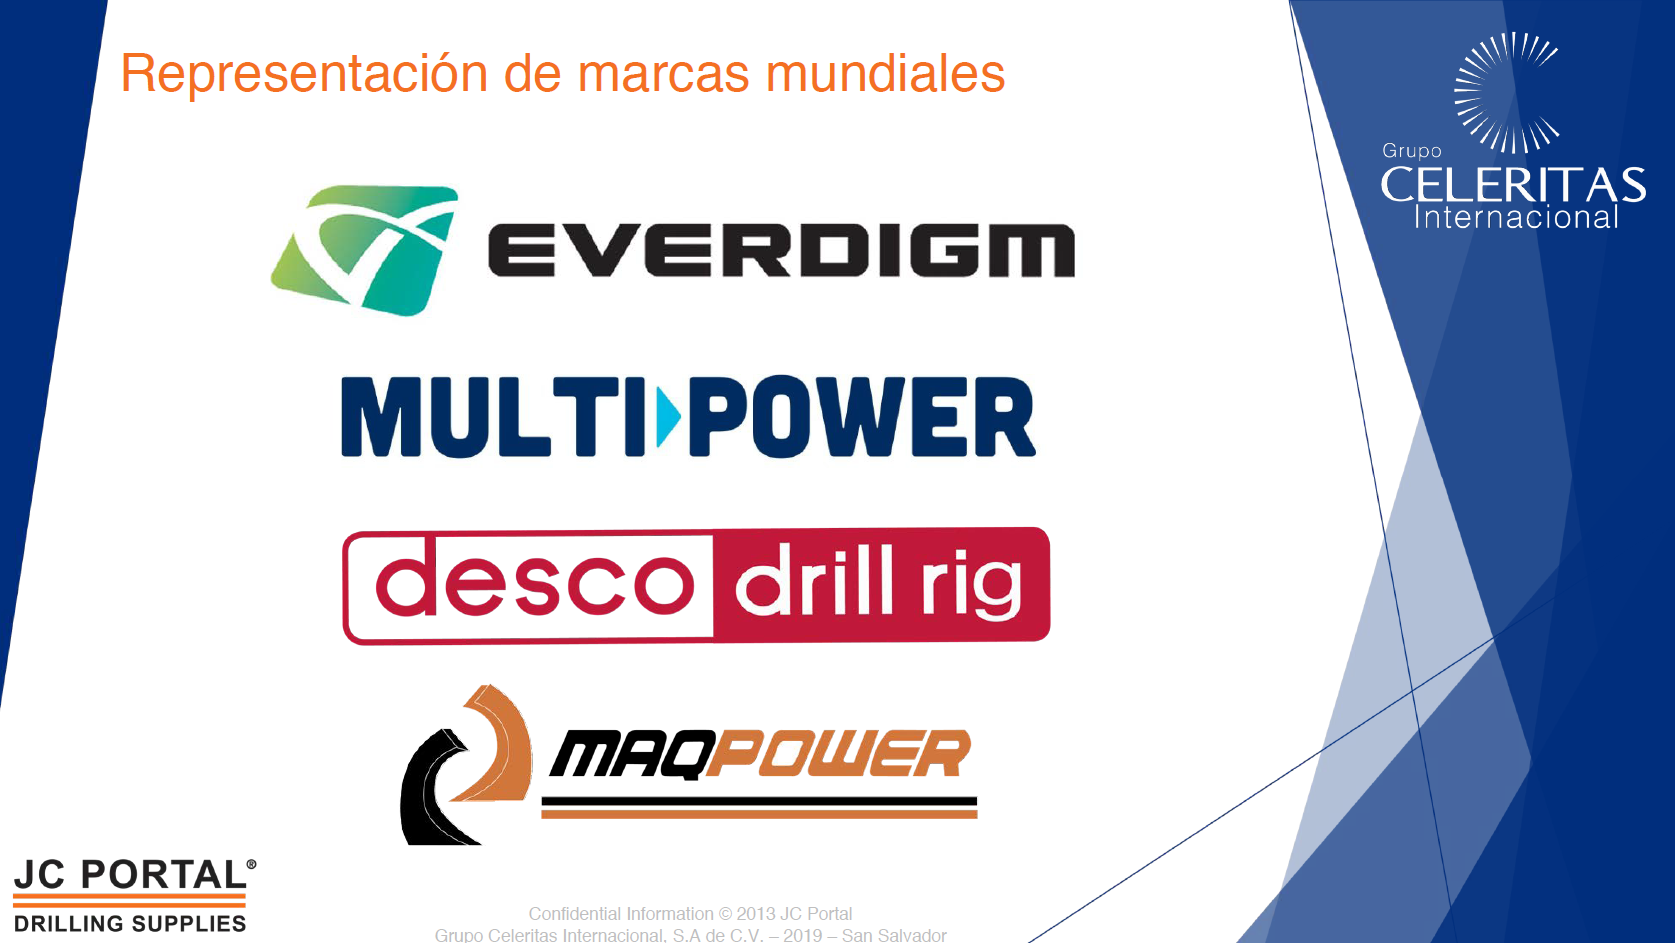 Representación de marcas mundiales
Grupo
CELERITAS
Internacional
EVERDIGM
MULTI POWER
desco drill rig
MAQPOWER
JC PORTAL®
DRILLING SUPPLIES
Confidential Information © 2013 JC Portal
Grupo Celeritas Internacional, S.A de C.V. – 2019 – San Salvador